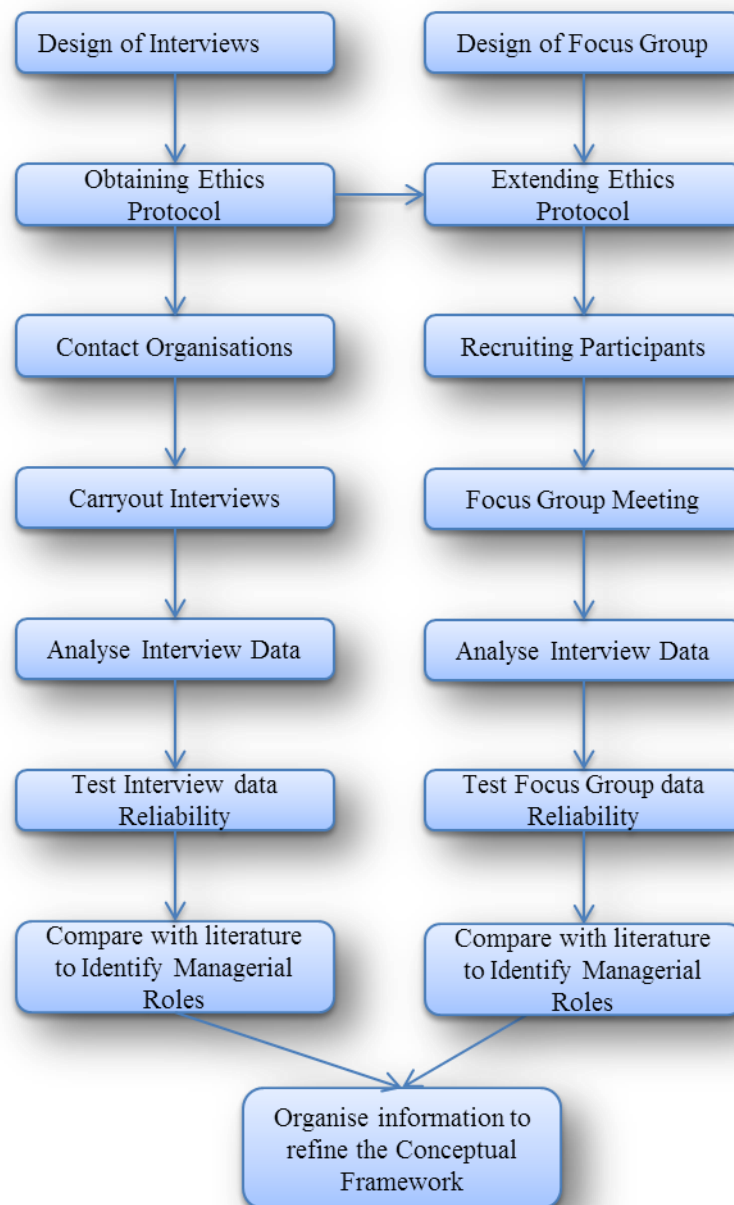 Design of Interviews
Design of Focus Group
Obtaining Ethics
Protocol
Extending Ethics
Protocol
Contact Organisations
Recruiting Participants
Carryout Interviews
Focus Group Meeting
Analyse Interview Data
Analyse Interview Data
Test Interview data
Reliability
Test Focus Group data
Reliability
Compare with literature
to Identify Managerial
Roles
Compare with literature
to Identify Managerial
Roles
Organise information to
refine the Conceptual
Framework